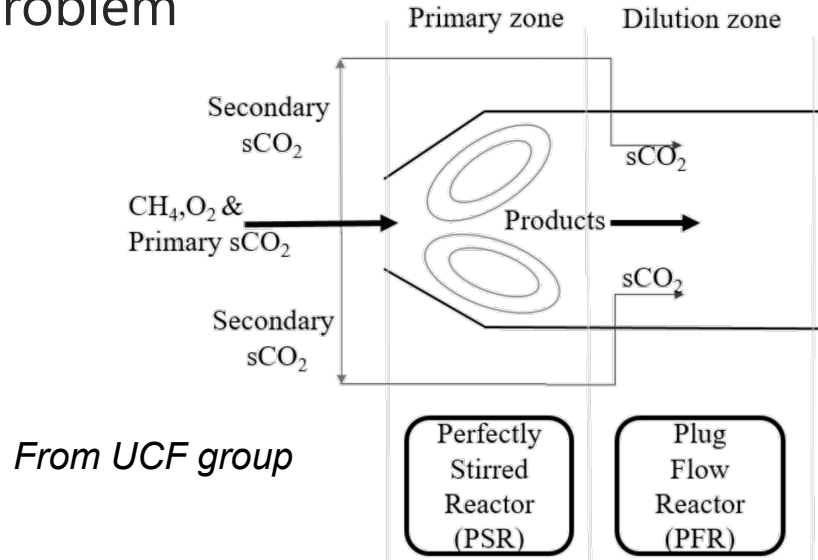 Primary zone
Dilution zone
Secondary
sCO₂
sCO₂
CH₄,O₂ &
Primary sCO₂
Products
sCO₂
Secondary
sCO₂
From UCF group
Perfectly
Stirred
Reactor
(PSR)
Plug
Flow
Reactor
(PFR)